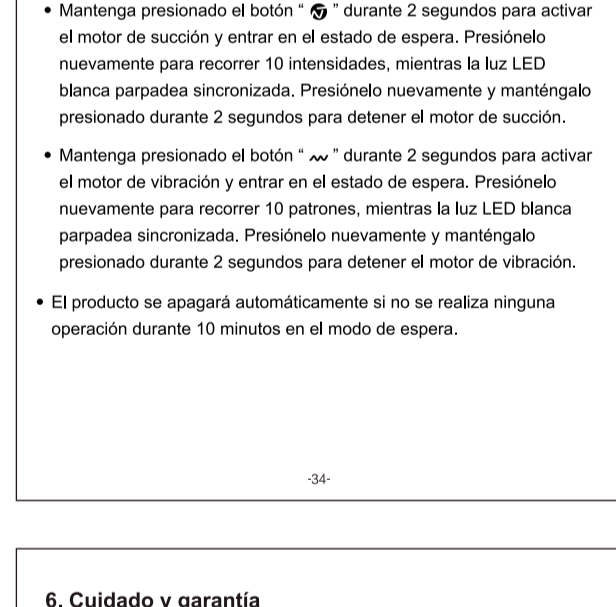 • Mantenga presionado el botón “ ” durante 2 segundos para activar
el motor de succión y entrar en el estado de espera. Presiónelo
nuevamente para recorrer 10 intensidades, mientras la luz LED
blanca parpadea sincronizada. Presiónelo nuevamente y manténgalo
presionado durante 2 segundos para detener el motor de succión.
• Mantenga presionado el botón “ ” durante 2 segundos para activar
el motor de vibración y entrar en el estado de espera. Presiónelo
nuevamente para recorrer 10 patrones, mientras la luz LED blanca
parpadea sincronizada. Presiónelo nuevamente y manténgalo
presionado durante 2 segundos para detener el motor de vibración.
• El producto se apagará automáticamente si no se realiza ninguna
operación durante 10 minutos en el modo de espera.
-34-
6. Cuidado y garantía